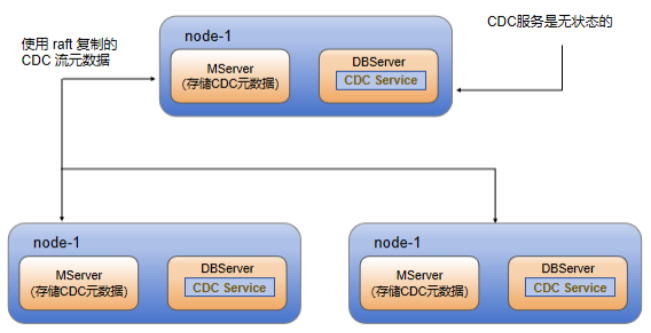 使用 raft 复制的
CDC 流元数据
CDC服务是无状态的
node-1
MServer
(存储CDC元数据)
DBServer
CDC Service
node-1
MServer
(存储CDC元数据)
DBServer
CDC Service
node-1
MServer
(存储CDC元数据)
DBServer
CDC Service